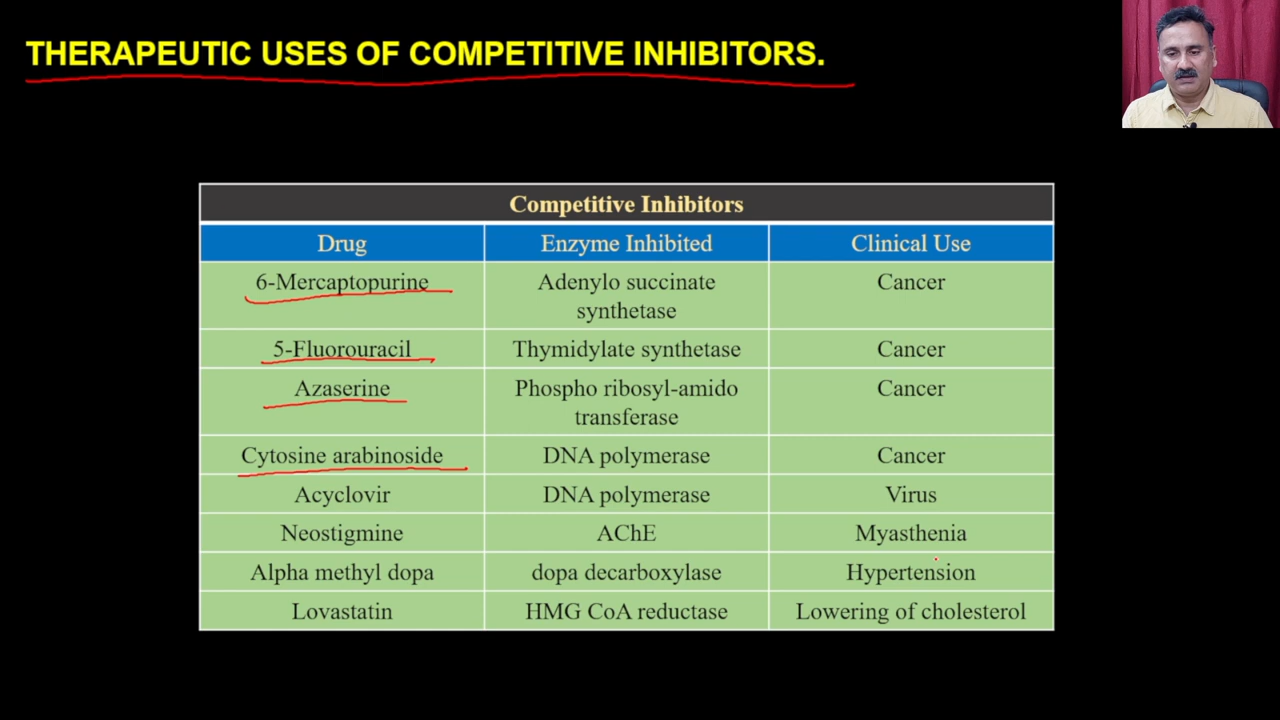 THERAPEUTIC USES OF COMPETITIVE INHIBITORS.
Competitive Inhibitors
Drug Enzyme Inhibited Clinical Use
6-Mercaptopurine Adenylo succinate synthetase Cancer
5-Fluorouracil Thymidylate synthetase Cancer
Azaserine Phospho ribosyl-amido transferase Cancer
Cytosine arabinoside DNA polymerase Cancer
Acyclovir DNA polymerase Virus
Neostigmine AChE Myasthenia
Alpha methyl dopa dopa decarboxylase Hypertension
Lovastatin HMG CoA reductase Lowering of cholesterol